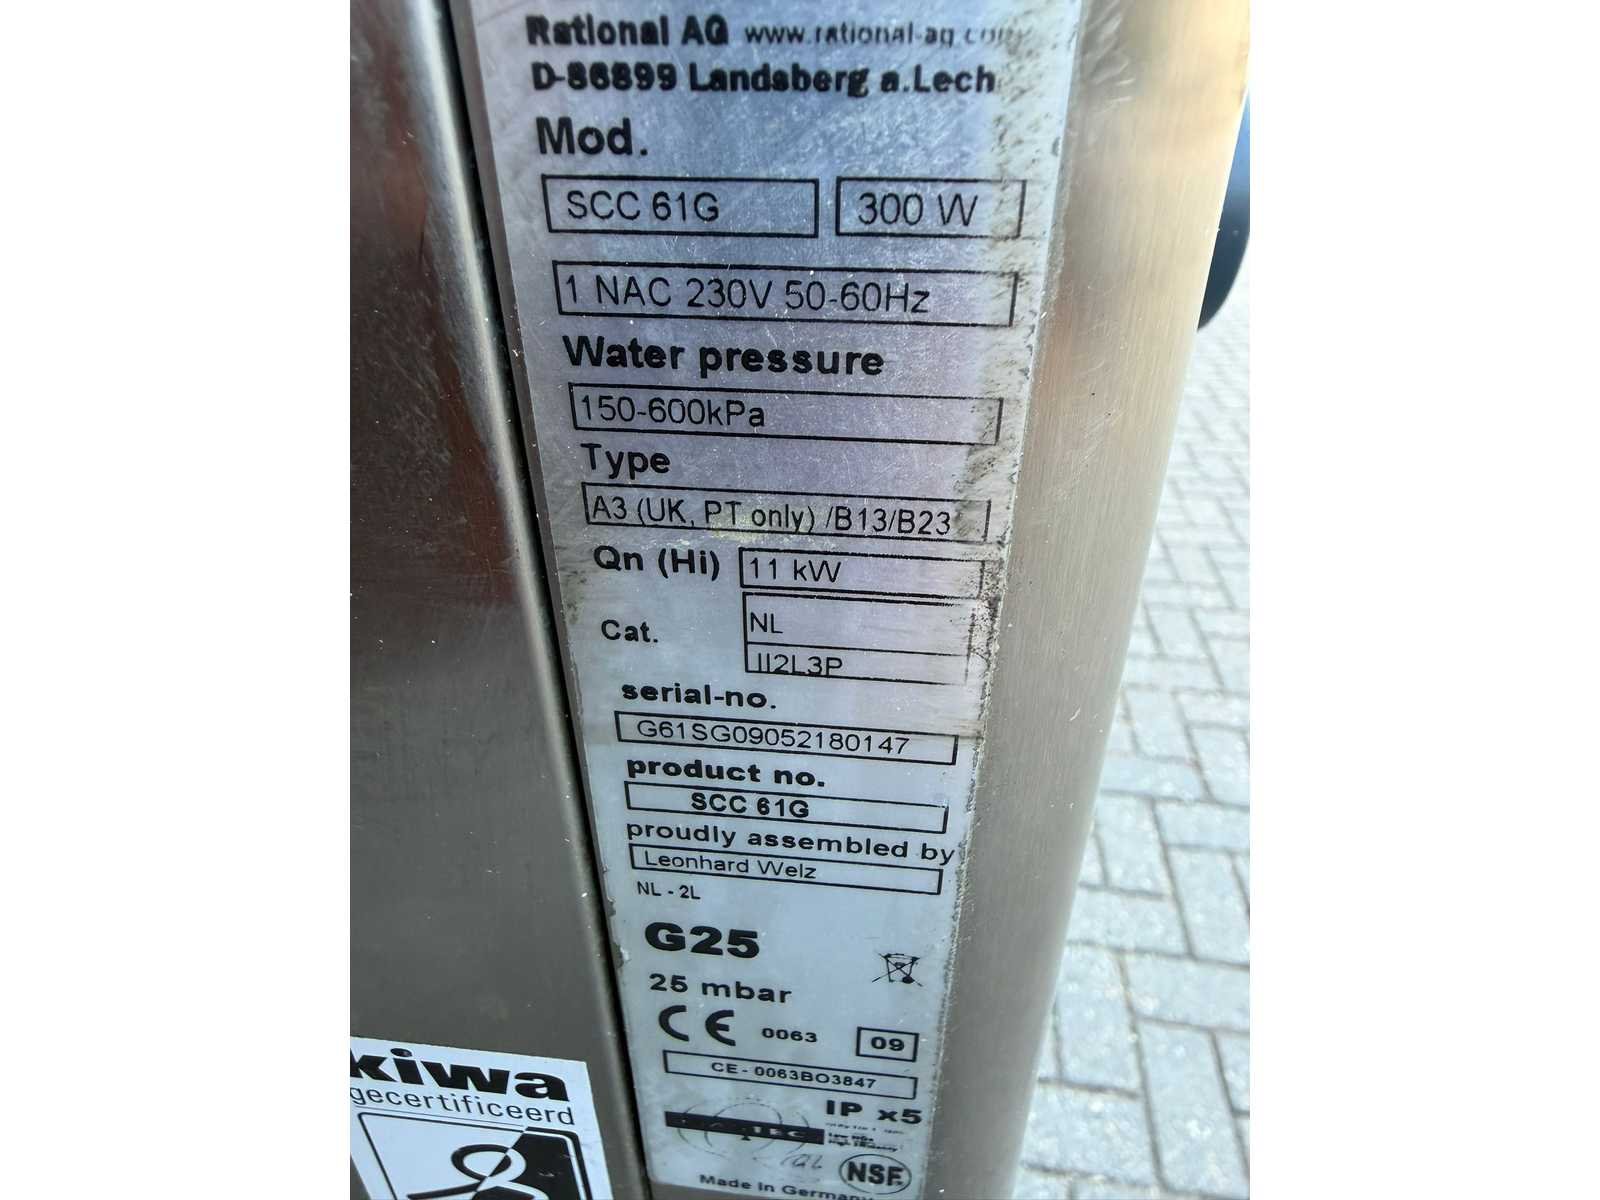 Rational AG www.rational-ag.com
D-86899 Landsberg a.Lech
Mod.
SCC 61G 300 W
1 NAC 230V 50-60Hz
Water pressure
150-600kPa
Type
A3 (UK, PT only) /B13/B23
Qn (Hi) 11 kW
Cat. NL
II2L3P
serial-no.
G61SG09052180147
product no.
SCC 61G
proudly assembled by
Leonhard Welz
NL - 2L
G25
25 mbar
CE 0063 09
CE - 0063BO3847
IP x5
NSF
Made in Germany
kiwa
gecertificeerd